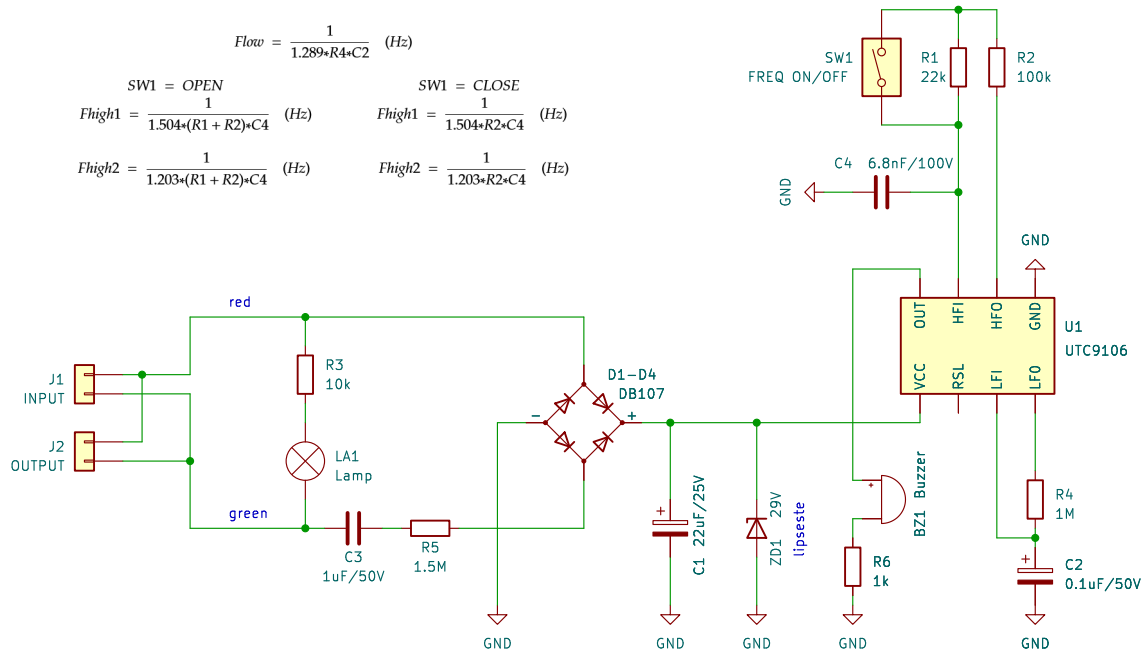 Flow = 1 / 1.289*R4*C2 (Hz)
SW1 = OPEN
Fhigh1 = 1 / 1.504*(R1 + R2)*C4 (Hz)
Fhigh2 = 1 / 1.203*(R1 + R2)*C4 (Hz)
SW1 = CLOSE
Fhigh1 = 1 / 1.504*R2*C4 (Hz)
Fhigh2 = 1 / 1.203*R2*C4 (Hz)
SW1
FREQ ON/OFF
R1
22k
R2
100k
C4 6.8nF/100V
GND
GND
OUT
HFI
HFO
GND
U1
UTC9106
VCC
RSL
LFI
LFO
red
J1
INPUT
J2
OUTPUT
R3
10k
LA1
Lamp
green
C3
1uF/50V
R5
1.5M
D1-D4
DB107
-
+
GND
+
C1 22uF/25V
GND
ZD1 29V
lipseste
GND
+
BZ1 Buzzer
R6
1k
GND
R4
1M
+
C2
0.1uF/50V
GND